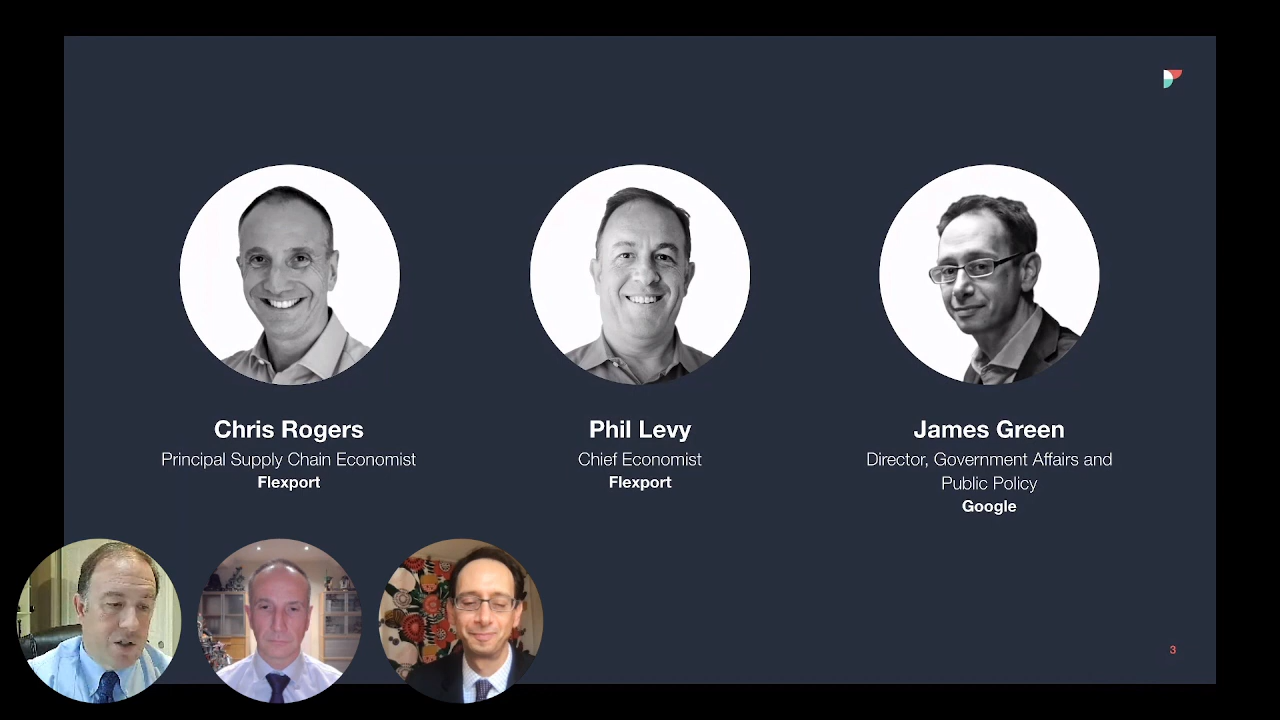 Chris Rogers
Principal Supply Chain Economist
Flexport
Phil Levy
Chief Economist
Flexport
James Green
Director, Government Affairs and
Public Policy
Google
3